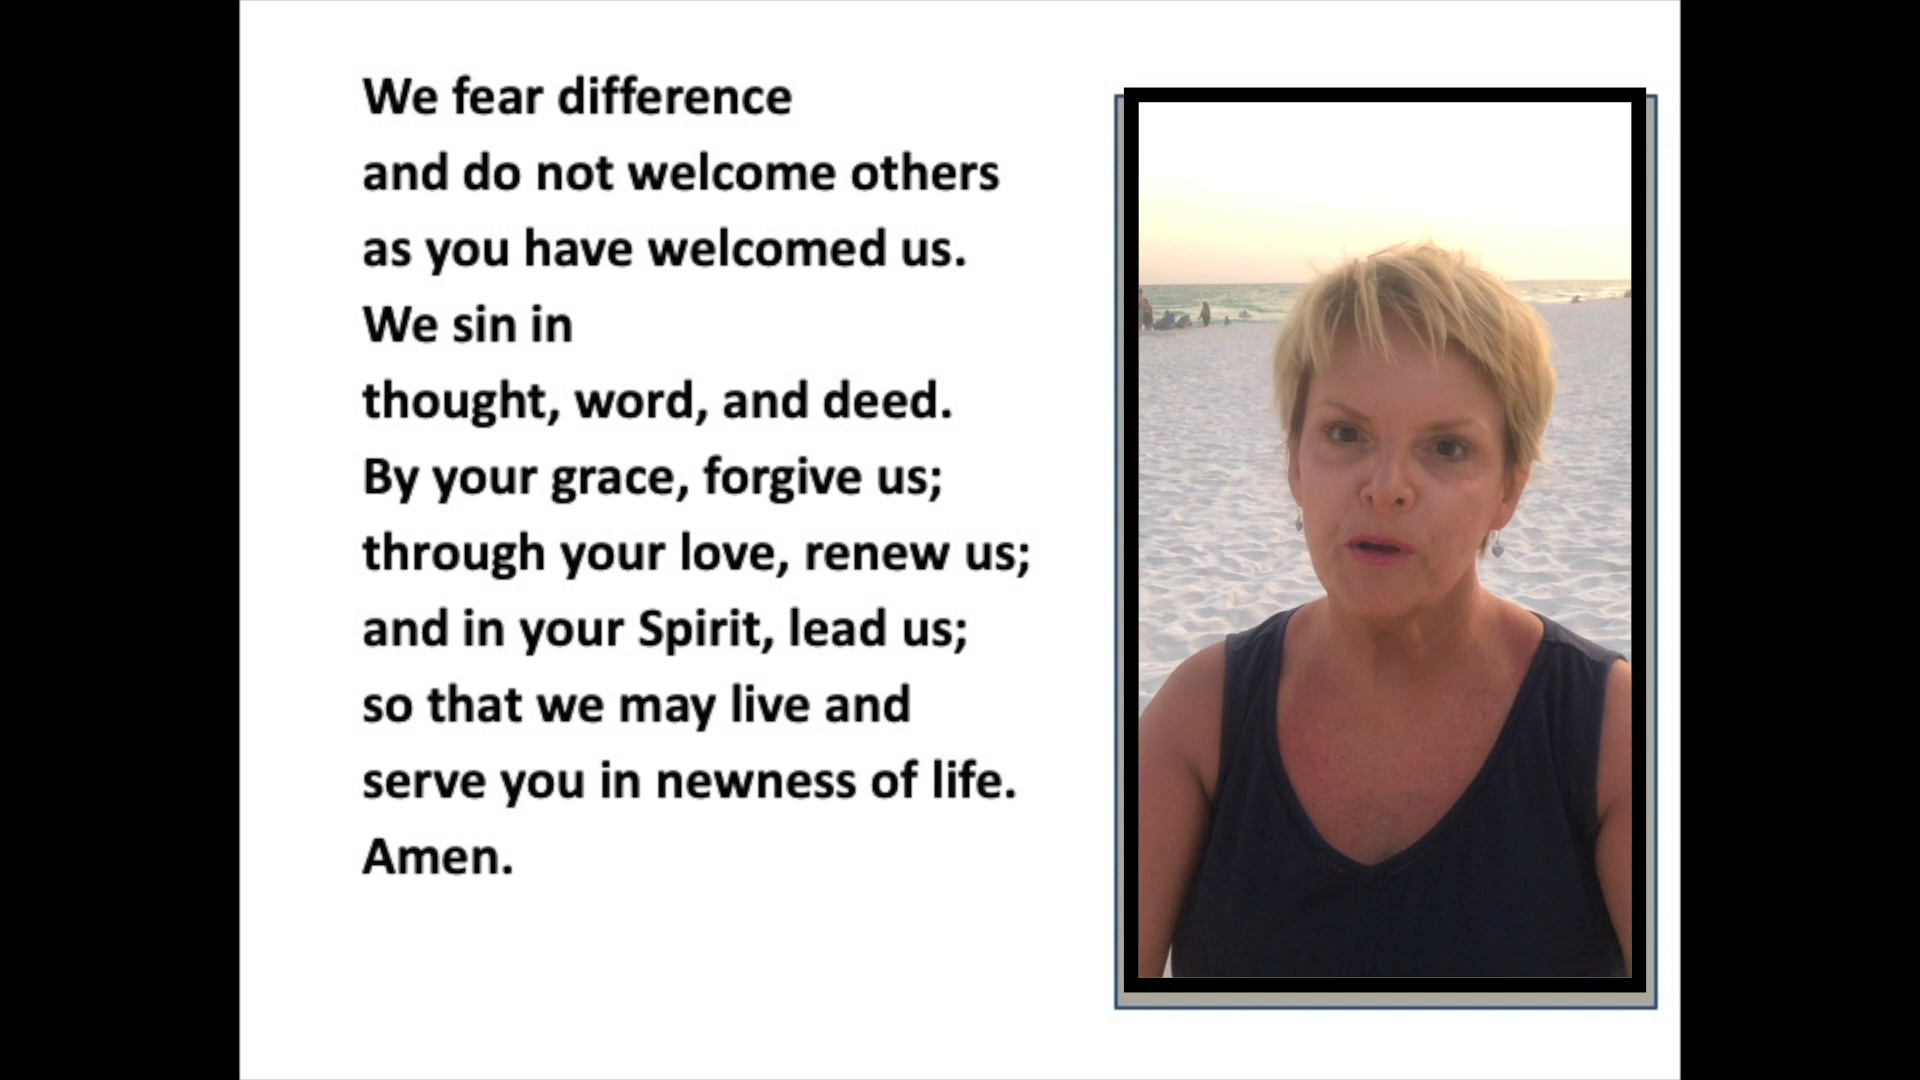 We fear difference
and do not welcome others
as you have welcomed us.
We sin in
thought, word, and deed.
By your grace, forgive us;
through your love, renew us;
and in your Spirit, lead us;
so that we may live and
serve you in newness of life.
Amen.